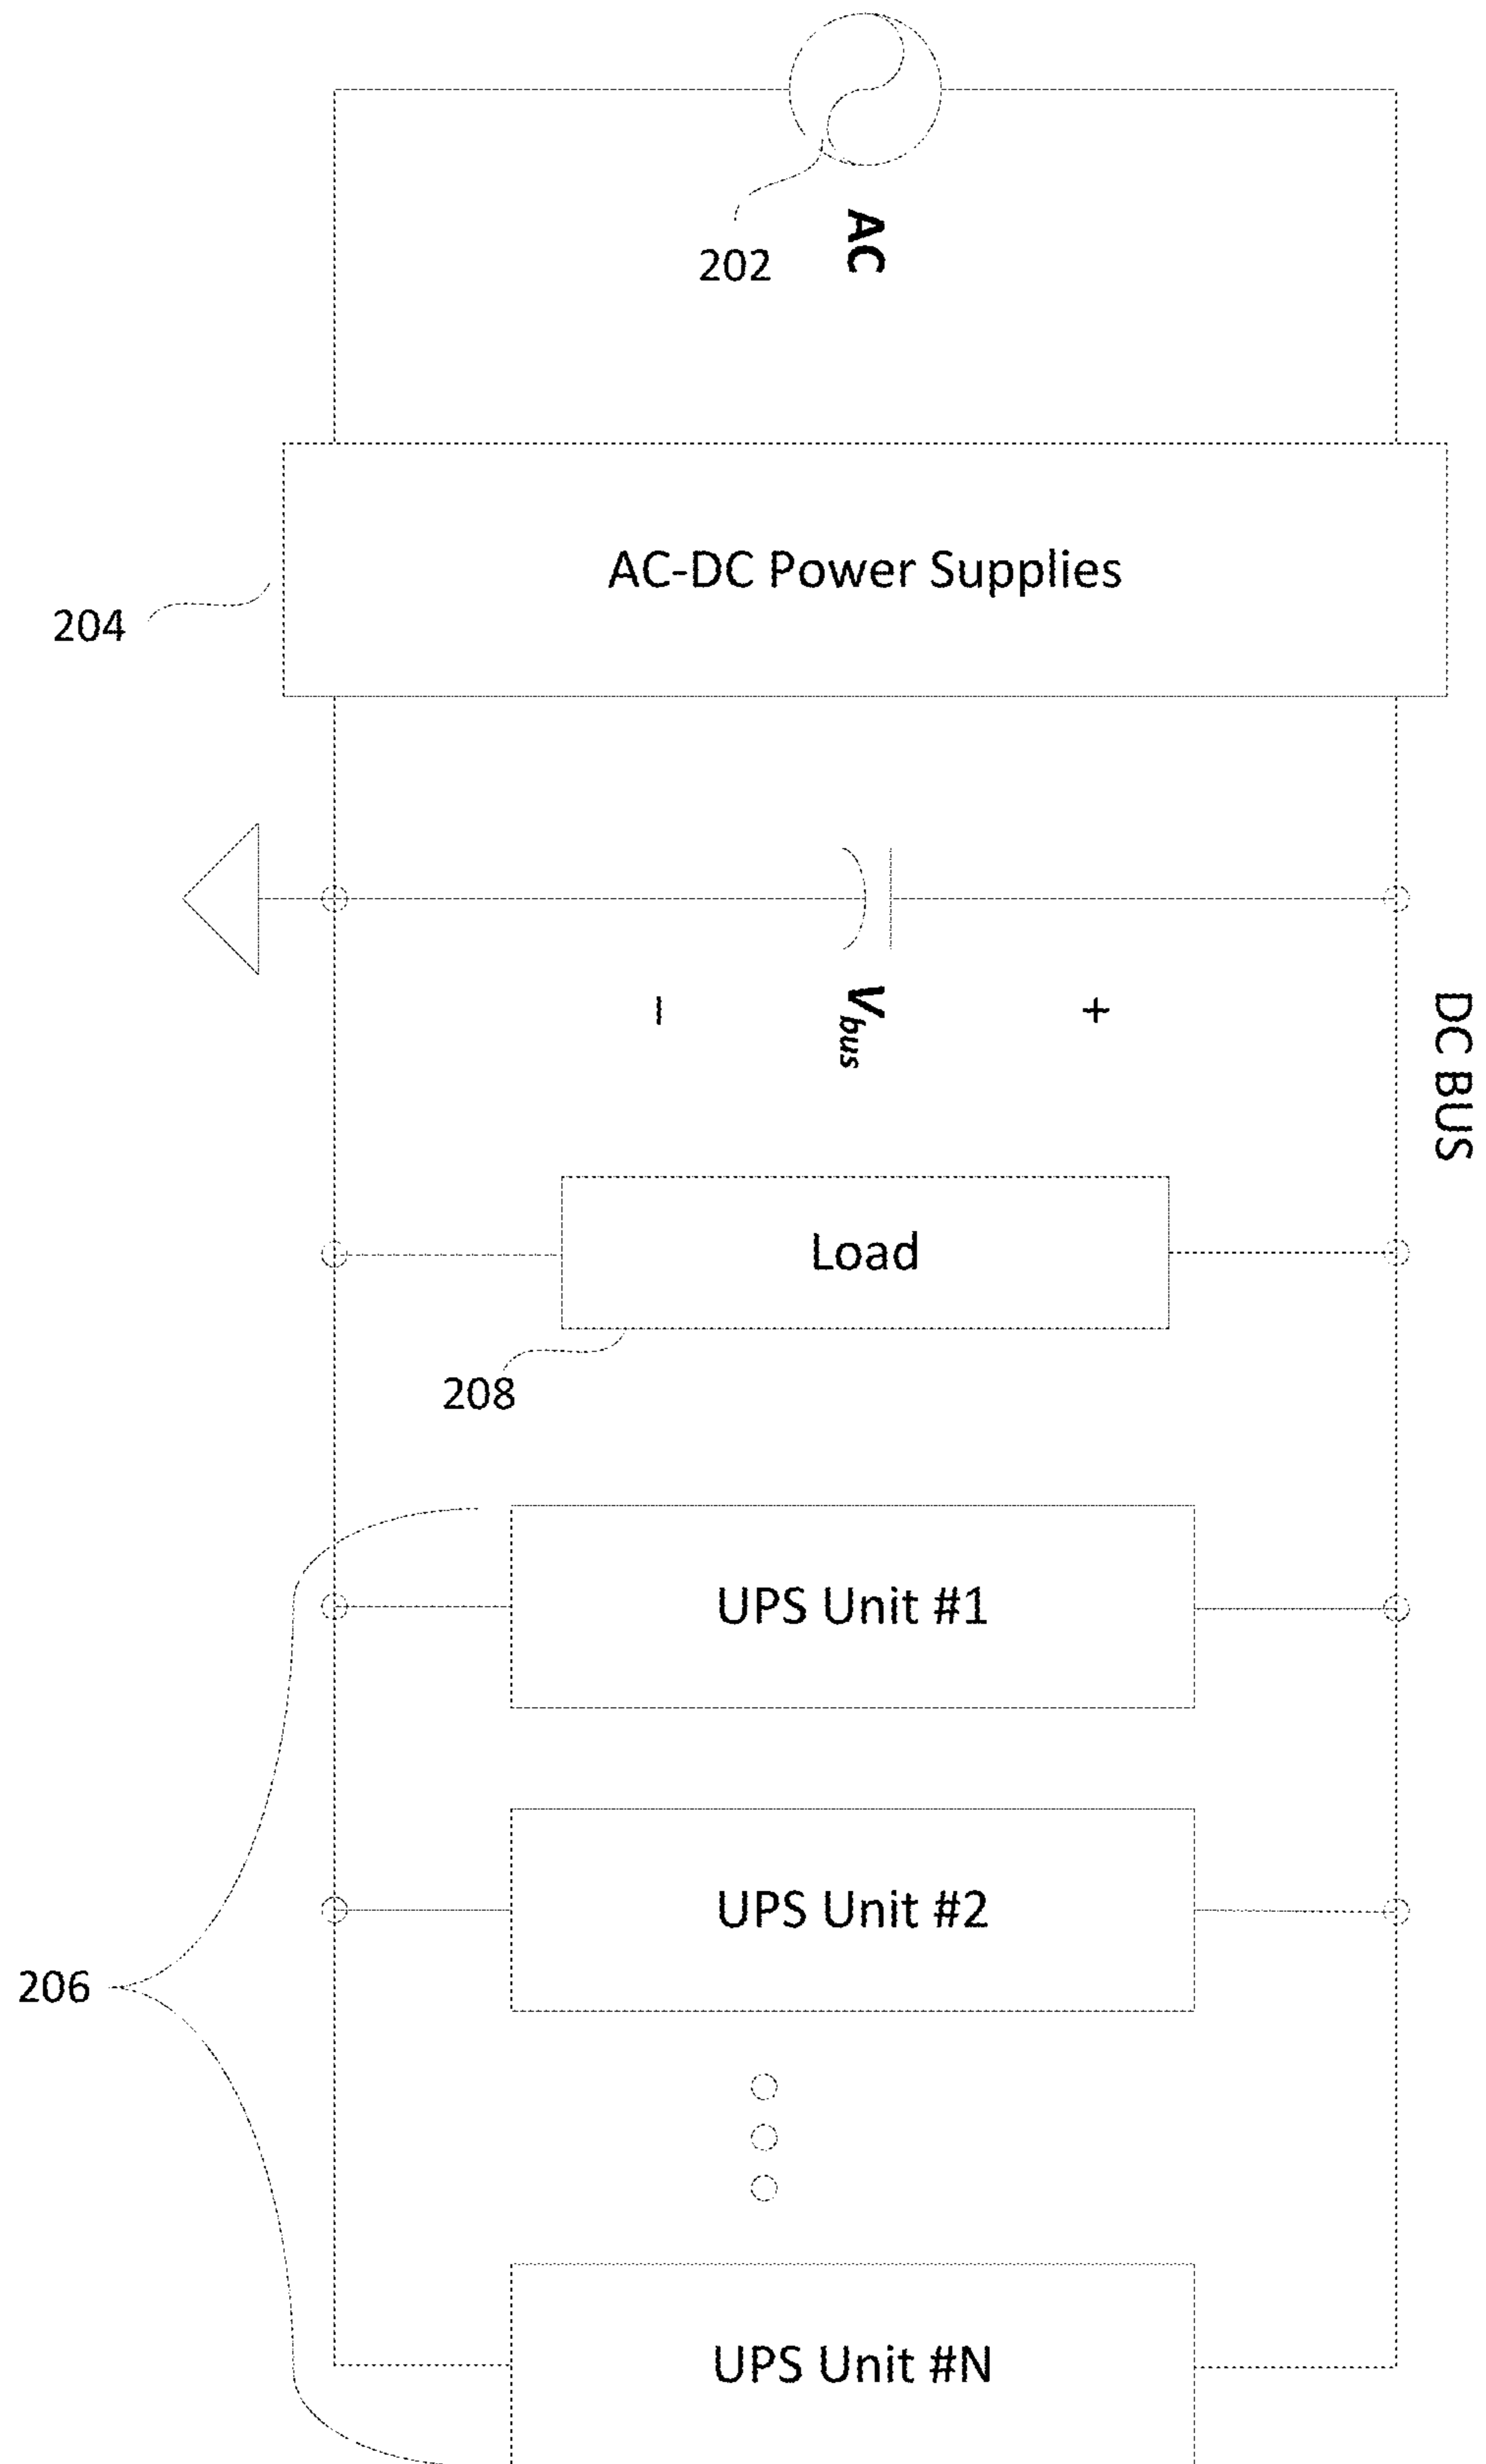 AC
202
AC-DC Power Supplies
204
− Vbus +
DC BUS
Load
208
UPS Unit #1
UPS Unit #2
206
UPS Unit #N